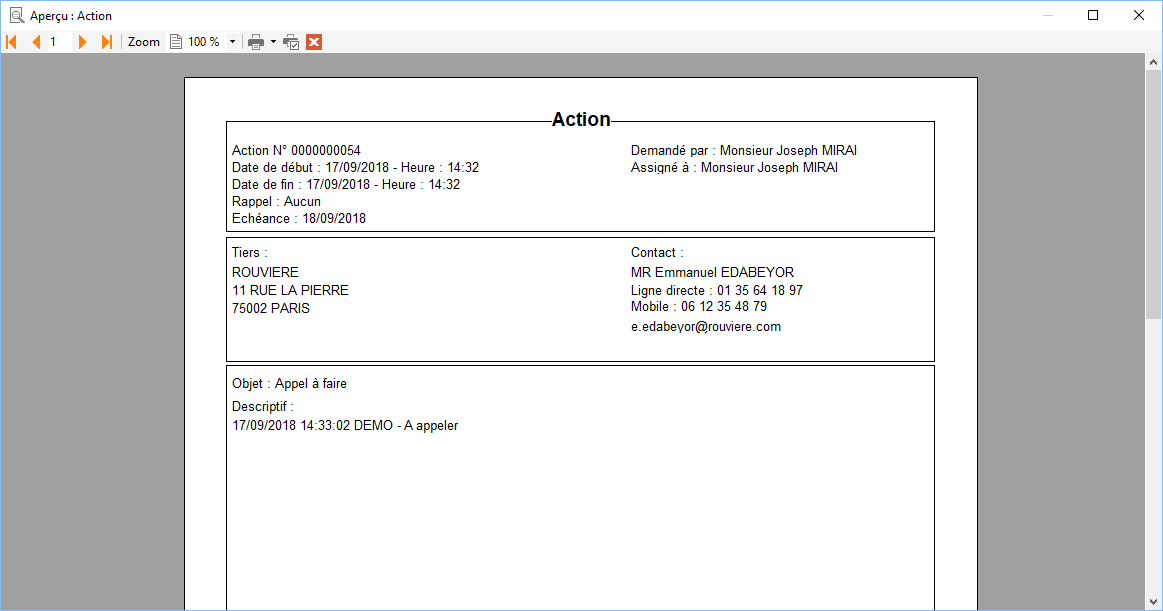 Aperçu : Action
1
Zoom
100 %
Action
Action N° 0000000054
Date de début : 17/09/2018 - Heure : 14:32
Date de fin : 17/09/2018 - Heure : 14:32
Rappel : Aucun
Echéance : 18/09/2018
Demandé par : Monsieur Joseph MIRAI
Assigné à : Monsieur Joseph MIRAI
Tiers :
ROUVIERE
11 RUE LA PIERRE
75002 PARIS
Contact :
MR Emmanuel EDABEYOR
Ligne directe : 01 35 64 18 97
Mobile : 06 12 35 48 79
e.edabeyor@rouviere.com
Objet : Appel à faire
Descriptif :
17/09/2018 14:33:02 DEMO - A appeler